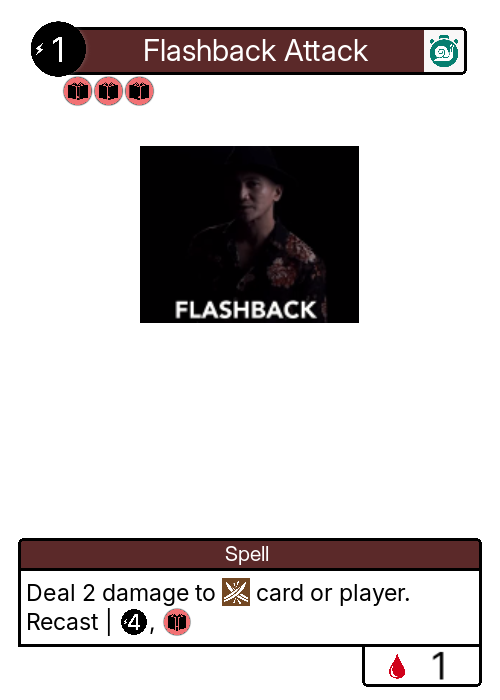 1 Flashback Attack
FLASHBACK
Spell
Deal 2 damage to card or player.
Recast | 4,
1